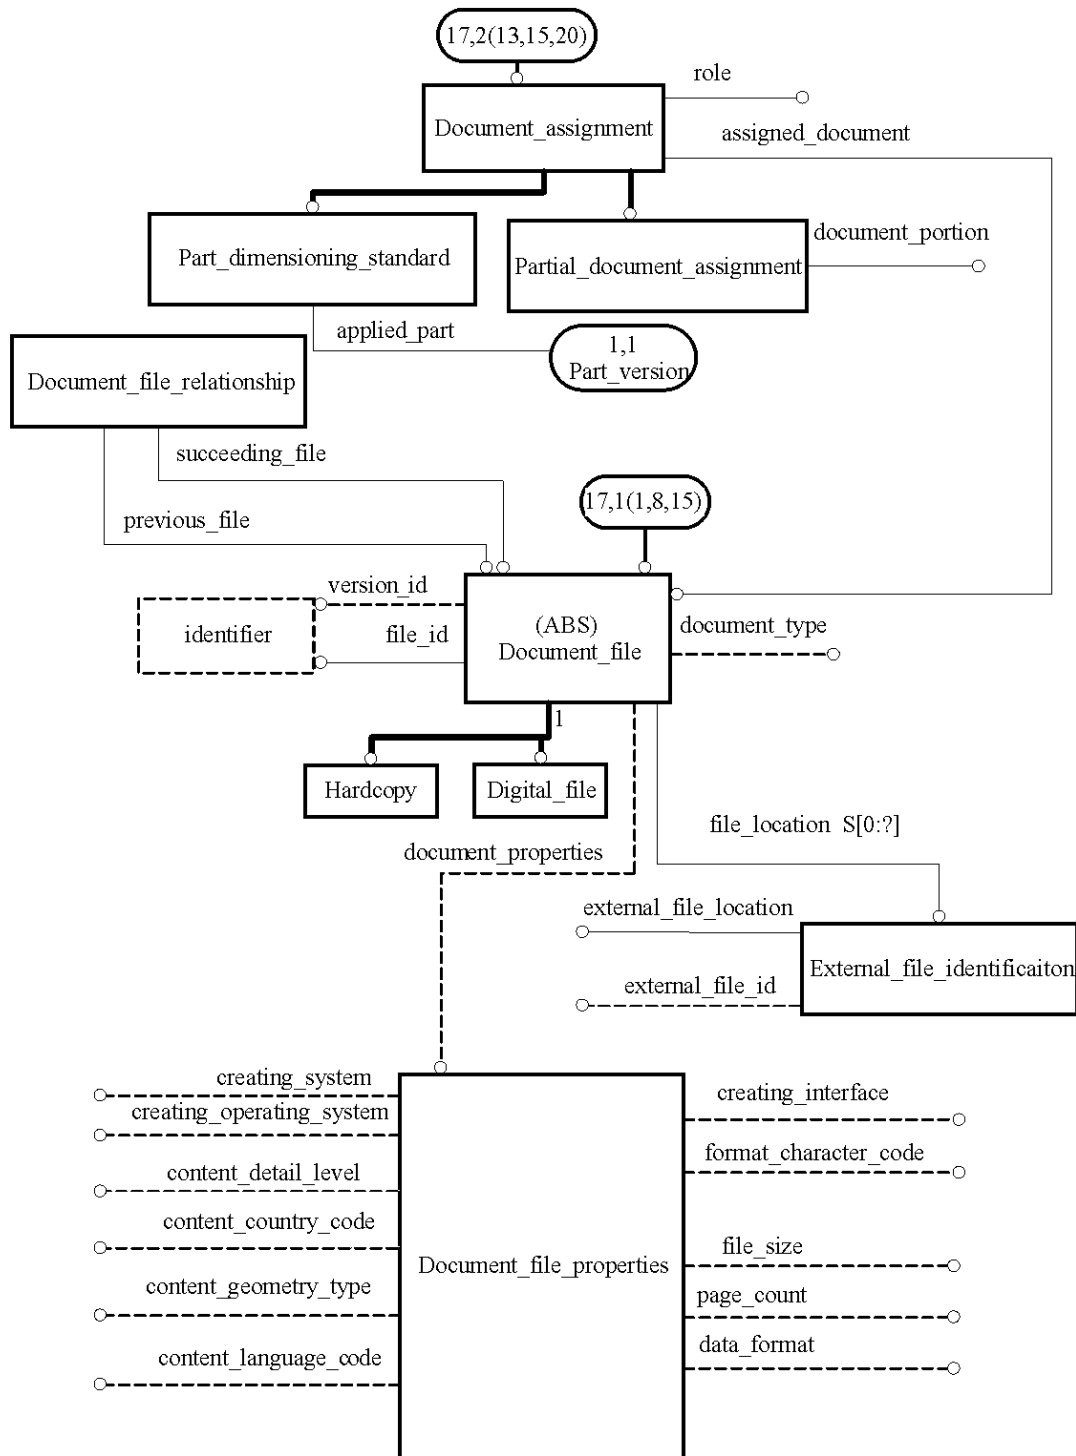 17,2(13,15,20)
role
Document_assignment
assigned_document
Part_dimensioning_standard
Partial_document_assignment
document_portion
applied_part
1,1
Part_version
Document_file_relationship
succeeding_file
previous_file
17,1(1,8,15)
version_id
identifier
file_id
(ABS)
Document_file
document_type
1
Hardcopy
Digital_file
file_location S[0:?]
document_properties
external_file_location
External_file_identificaiton
external_file_id
creating_system
creating_operating_system
content_detail_level
content_country_code
content_geometry_type
content_language_code
Document_file_properties
creating_interface
format_character_code
file_size
page_count
data_format